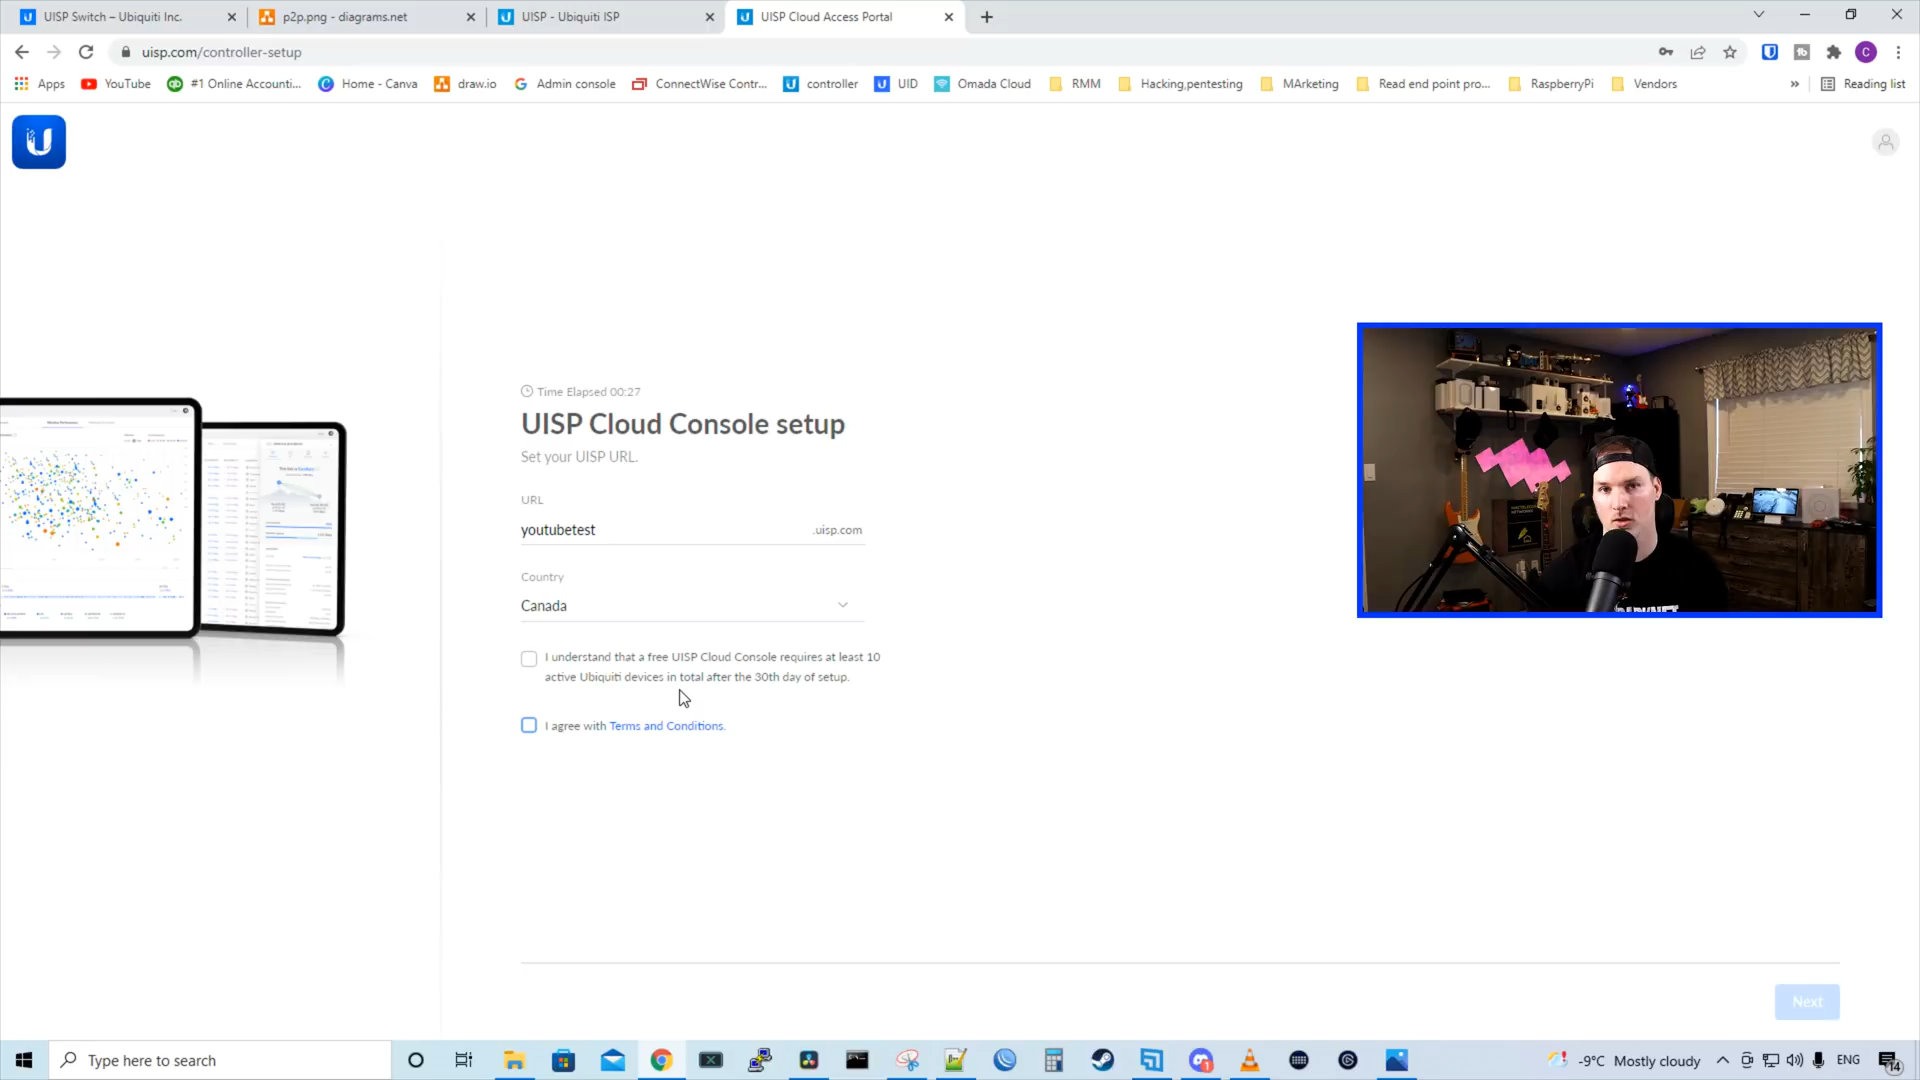 UISP Switch – Ubiquiti Inc.
p2p.png - diagrams.net
UISP - Ubiquiti ISP
UISP Cloud Access Portal
uisp.com/controller-setup
C
Apps
YouTube
#1 Online Accounti...
Home - Canva
draw.io
Admin console
ConnectWise Contr...
controller
UID
Omada Cloud
RMM
Hacking,pentesting
MArketing
Read end point pro...
RaspberryPi
Vendors
»
Reading list
Time Elapsed 00:27
UISP Cloud Console setup
Set your UISP URL.
URL
youtubetest
.uisp.com
Country
Canada
I understand that a free UISP Cloud Console requires at least 10
active Ubiquiti devices in total after the 30th day of setup.
I agree with Terms and Conditions.
Next
Type here to search
-9°C Mostly cloudy
ENG
14